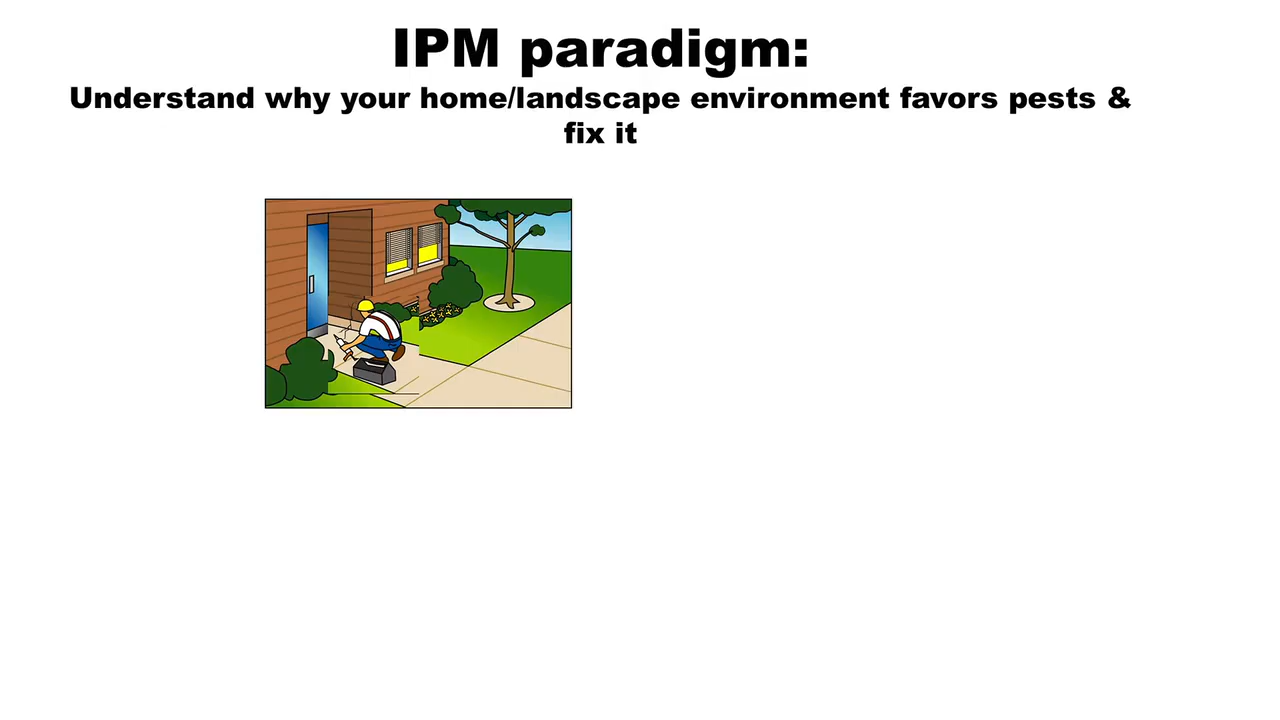 IPM paradigm:
Understand why your home/landscape environment favors pests &
fix it